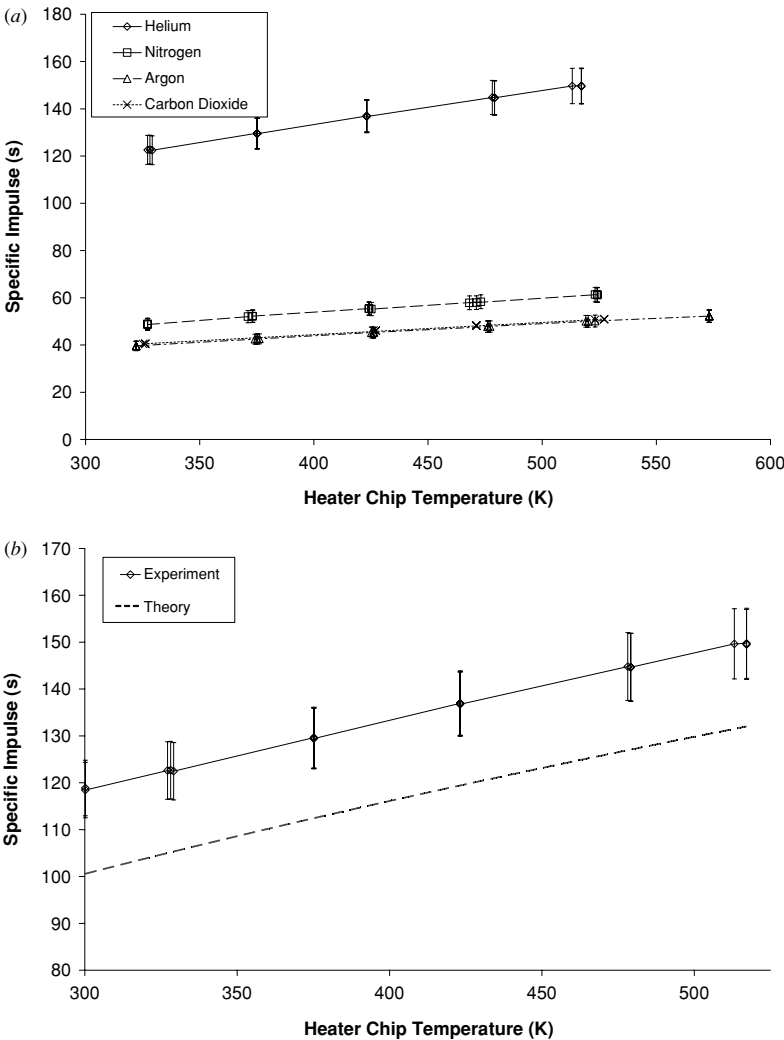 (a)
Helium
Nitrogen
Argon
Carbon Dioxide
160
140
120
100
80
60
40
20
0
Specific Impulse (s)
300 350 400 450 500 550 600
Heater Chip Temperature (K)
(b)
Experiment
Theory
170
160
150
140
130
120
110
100
90
80
Specific Impulse (s)
300 350 400 450 500
Heater Chip Temperature (K)